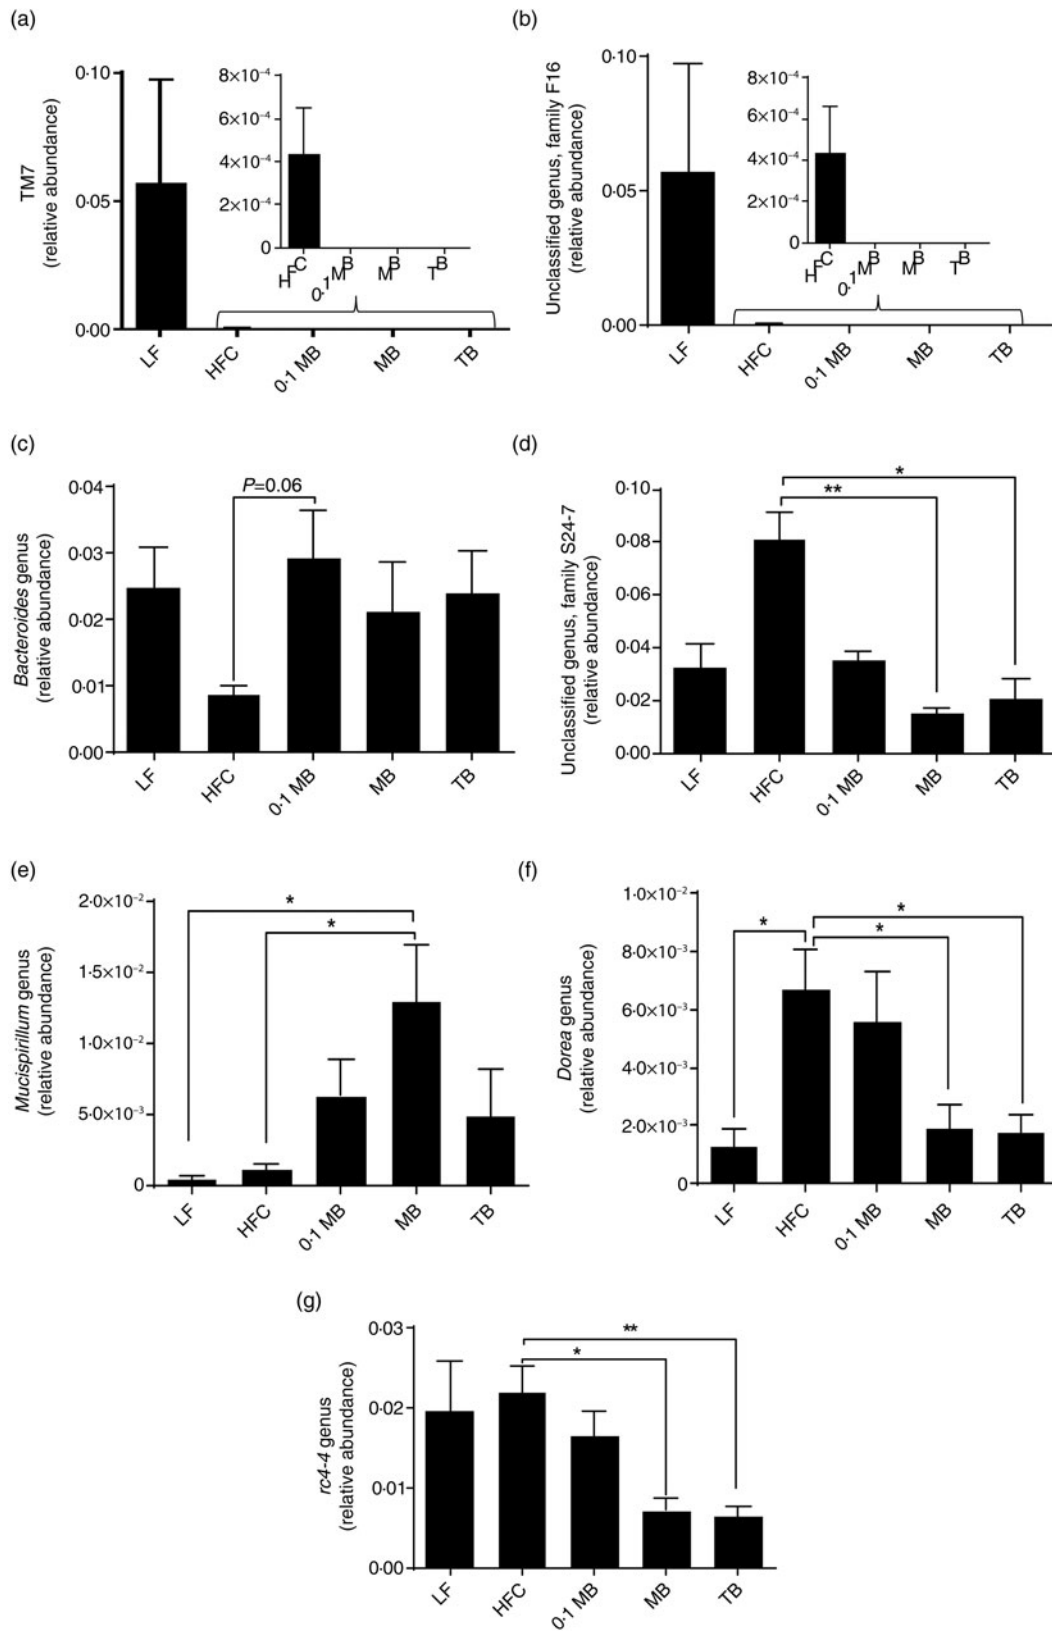 (a)
TM7
(relative abundance)
0·10
0·05
0·00
8×10⁻⁴
6×10⁻⁴
4×10⁻⁴
2×10⁻⁴
0
HFC
0·1 MB
MB
TB
LF
HFC
0·1 MB
MB
TB
(b)
Unclassified genus, family F16
(relative abundance)
0·10
0·05
0·00
8×10⁻⁴
6×10⁻⁴
4×10⁻⁴
2×10⁻⁴
0
HFC
0·1 MB
MB
TB
LF
HFC
0·1 MB
MB
TB
(c)
Bacteroides genus
(relative abundance)
0·04
0·03
0·02
0·01
0·00
P=0.06
LF
HFC
0·1 MB
MB
TB
(d)
Unclassified genus, family S24-7
(relative abundance)
0·10
0·08
0·06
0·04
0·02
0·00
*
**
LF
HFC
0·1 MB
MB
TB
(e)
Mucispirillum genus
(relative abundance)
2·0×10⁻²
1·5×10⁻²
1·0×10⁻²
5·0×10⁻³
0
*
*
LF
HFC
0·1 MB
MB
TB
(f)
Dorea genus
(relative abundance)
1·0×10⁻²
8·0×10⁻³
6·0×10⁻³
4·0×10⁻³
2·0×10⁻³
0
*
*
*
LF
HFC
0·1 MB
MB
TB
(g)
rc4-4 genus
(relative abundance)
0·03
0·02
0·01
0·00
**
*
LF
HFC
0·1 MB
MB
TB